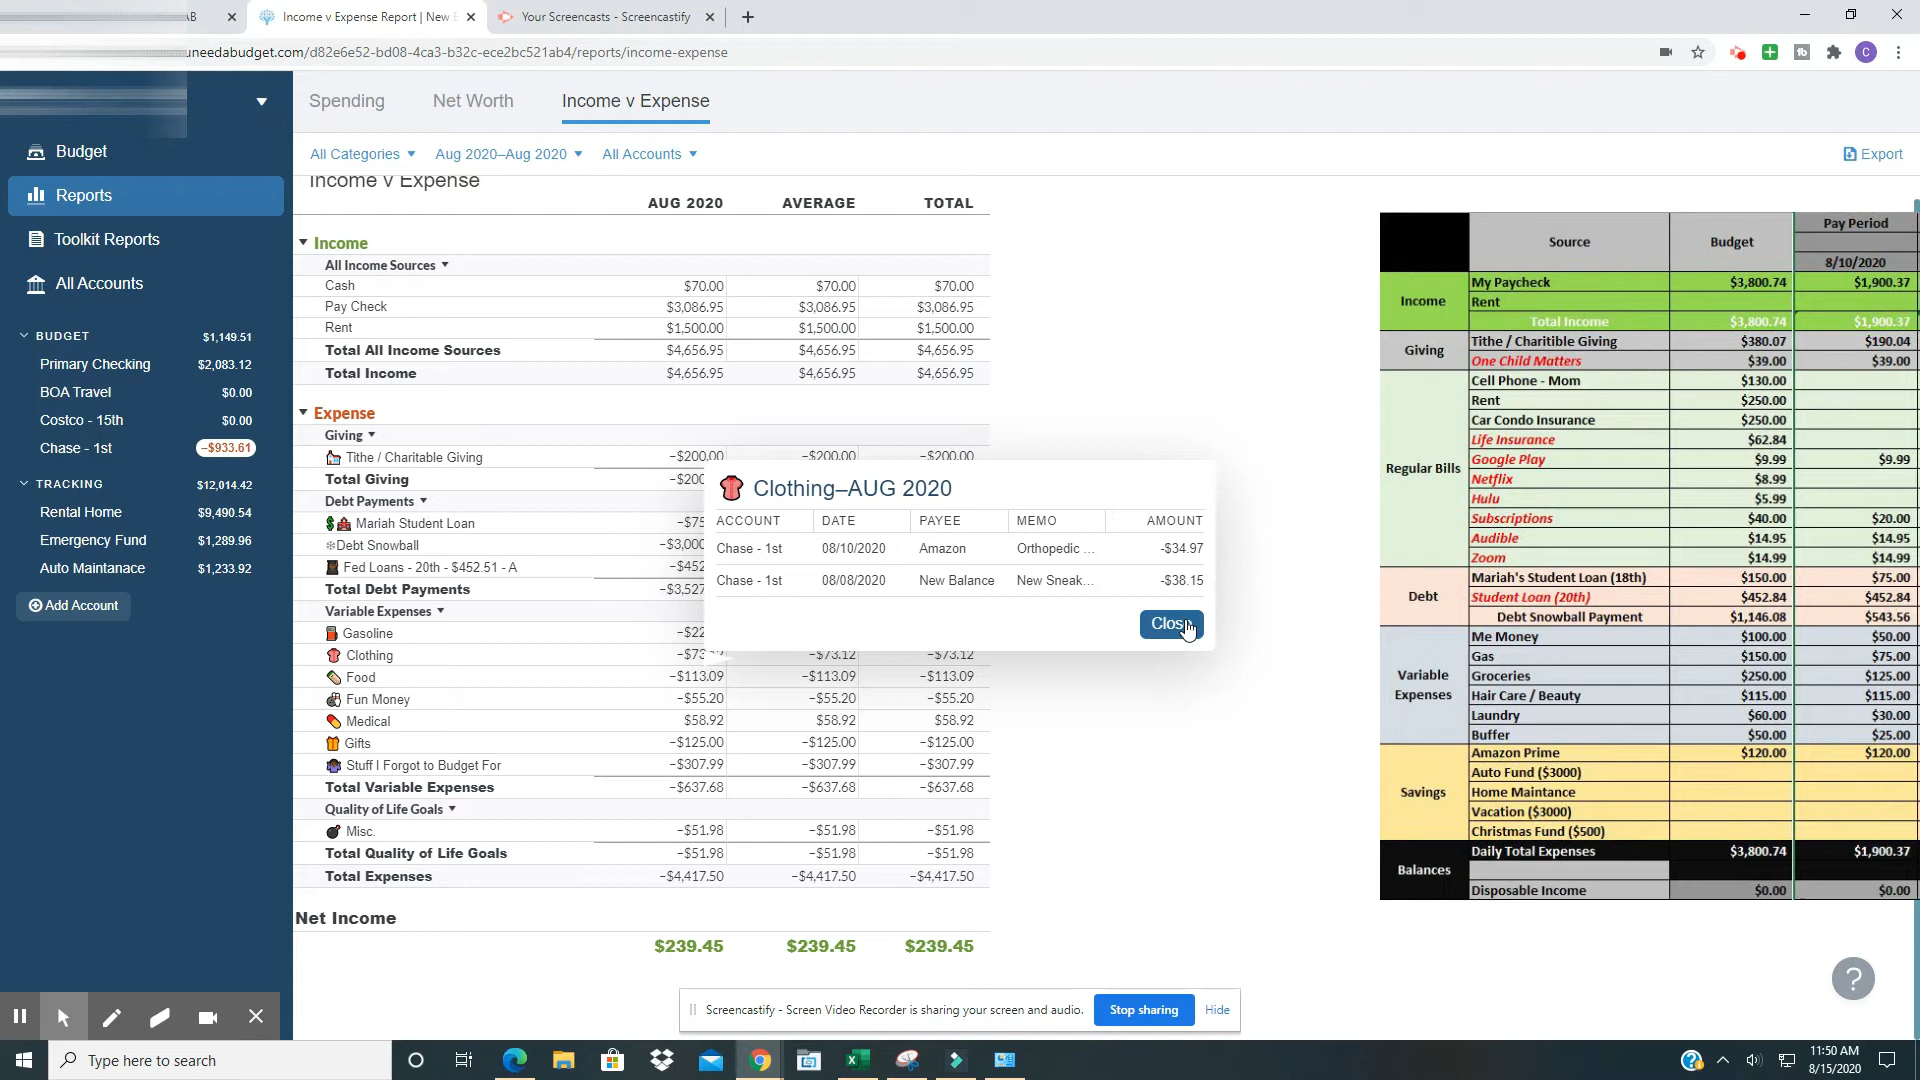 AB
Income v Expense Report | New
Your Screencasts - Screencastify
uneedabudget.com/d82e6e52-bd08-4ca3-b32c-ece2bc521ab4/reports/income-expense
C
Budget
Reports
Toolkit Reports
All Accounts
BUDGET $1,149.51
Primary Checking $2,083.12
BOA Travel $0.00
Costco - 15th $0.00
Chase - 1st −$933.61
TRACKING $12,014.42
Rental Home $9,490.54
Emergency Fund $1,289.96
Auto Maintanace $1,233.92
Add Account
Spending Net Worth Income v Expense
All Categories Aug 2020–Aug 2020 All Accounts Export
Income v Expense
AUG 2020 AVERAGE TOTAL
Income
All Income Sources
Cash $70.00 $70.00 $70.00
Pay Check $3,086.95 $3,086.95 $3,086.95
Rent $1,500.00 $1,500.00 $1,500.00
Total All Income Sources $4,656.95 $4,656.95 $4,656.95
Total Income $4,656.95 $4,656.95 $4,656.95
Expense
Giving
Tithe / Charitable Giving −$200.00 −$200.00 −$200.00
Total Giving
Debt Payments
Mariah Student Loan
Debt Snowball
Fed Loans - 20th - $452.51 - A
Total Debt Payments
Variable Expenses
Gasoline
Clothing −$73.12 −$73.12
Food −$113.09 −$113.09 −$113.09
Fun Money −$55.20 −$55.20 −$55.20
Medical $58.92 $58.92 $58.92
Gifts −$125.00 −$125.00 −$125.00
Stuff I Forgot to Budget For −$307.99 −$307.99 −$307.99
Total Variable Expenses −$637.68 −$637.68 −$637.68
Quality of Life Goals
Misc. −$51.98 −$51.98 −$51.98
Total Quality of Life Goals −$51.98 −$51.98 −$51.98
Total Expenses −$4,417.50 −$4,417.50 −$4,417.50
Net Income
$239.45 $239.45 $239.45
Clothing–AUG 2020
ACCOUNT DATE PAYEE MEMO AMOUNT
Chase - 1st 08/10/2020 Amazon Orthopedic ... -$34.97
Chase - 1st 08/08/2020 New Balance New Sneak... -$38.15
Close
Source Budget Pay Period
8/10/2020
Income
My Paycheck $3,800.74 $1,900.37
Rent
Total Income $3,800.74 $1,900.37
Giving
Tithe / Charitible Giving $380.07 $190.04
One Child Matters $39.00 $39.00
Regular Bills
Cell Phone - Mom $130.00
Rent $250.00
Car Condo Insurance $250.00
Life Insurance $62.84
Google Play $9.99 $9.99
Netflix $8.99
Hulu $5.99
Subscriptions $40.00 $20.00
Audible $14.95 $14.95
Zoom $14.99 $14.99
Debt
Mariah's Student Loan (18th) $150.00 $75.00
Student Loan (20th) $452.84 $452.84
Debt Snowball Payment $1,146.08 $543.56
Variable Expenses
Me Money $100.00 $50.00
Gas $150.00 $75.00
Groceries $250.00 $125.00
Hair Care / Beauty $115.00 $115.00
Laundry $60.00 $30.00
Buffer $50.00 $25.00
Savings
Amazon Prime $120.00 $120.00
Auto Fund ($3000)
Home Maintance
Vacation ($3000)
Christmas Fund ($500)
Balances
Daily Total Expenses $3,800.74 $1,900.37
Disposable Income $0.00 $0.00
?
Screencastify - Screen Video Recorder is sharing your screen and audio. Stop sharing Hide
Type here to search
11:50 AM
8/15/2020